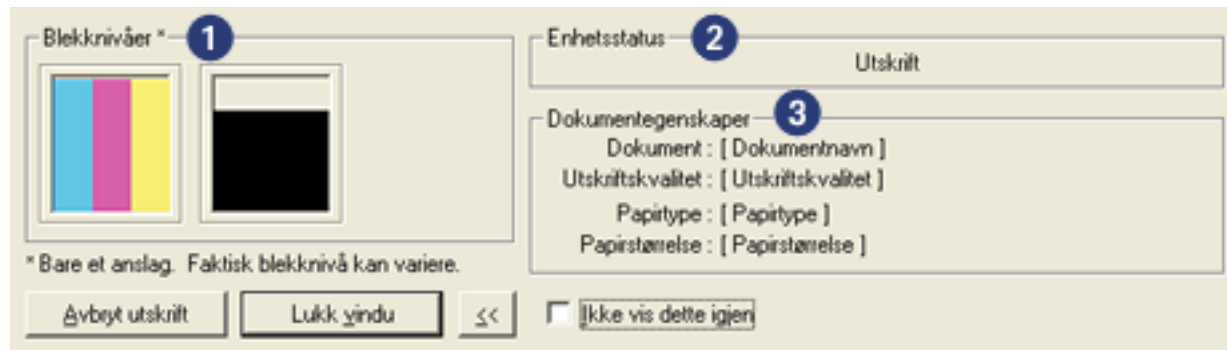 Blekknivåer * 1
Enhetsstatus 2
Utskrift
Dokumentegenskaper 3
Dokument : [ Dokumentnavn ]
Utskriftskvalitet : [ Utskriftskvalitet ]
Papirtype : [ Papirtype ]
Papirstørrelse : [ Papirstørrelse ]
* Bare et anslag. Faktisk blekknivå kan variere.
Avbryt utskrift Lukk vindu << Ikke vis dette igjen